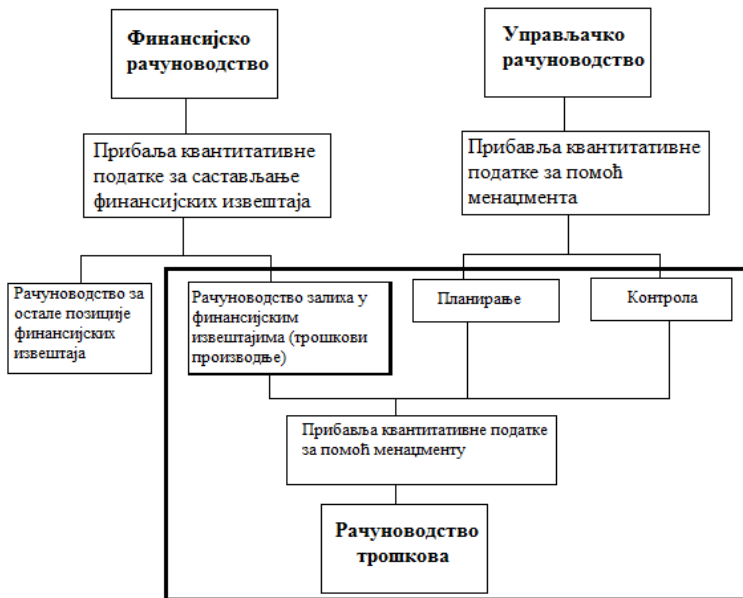 Финансијско
рачуноводство
Управљачко
рачуноводство
Прибаља квантитативне
податке за састављање
финансијских извештаја
Прибавља квантитативне
податке за помоћ
менаџмента
Рачуноводство за
остале позиције
финансијских
извештаја
Рачуноводство залиха у
финансијским
извештајима (трошкови
производње)
Планирање
Контрола
Прибавља квантитативне податке
за помоћ менаџменту
Рачуноводство
трошкова